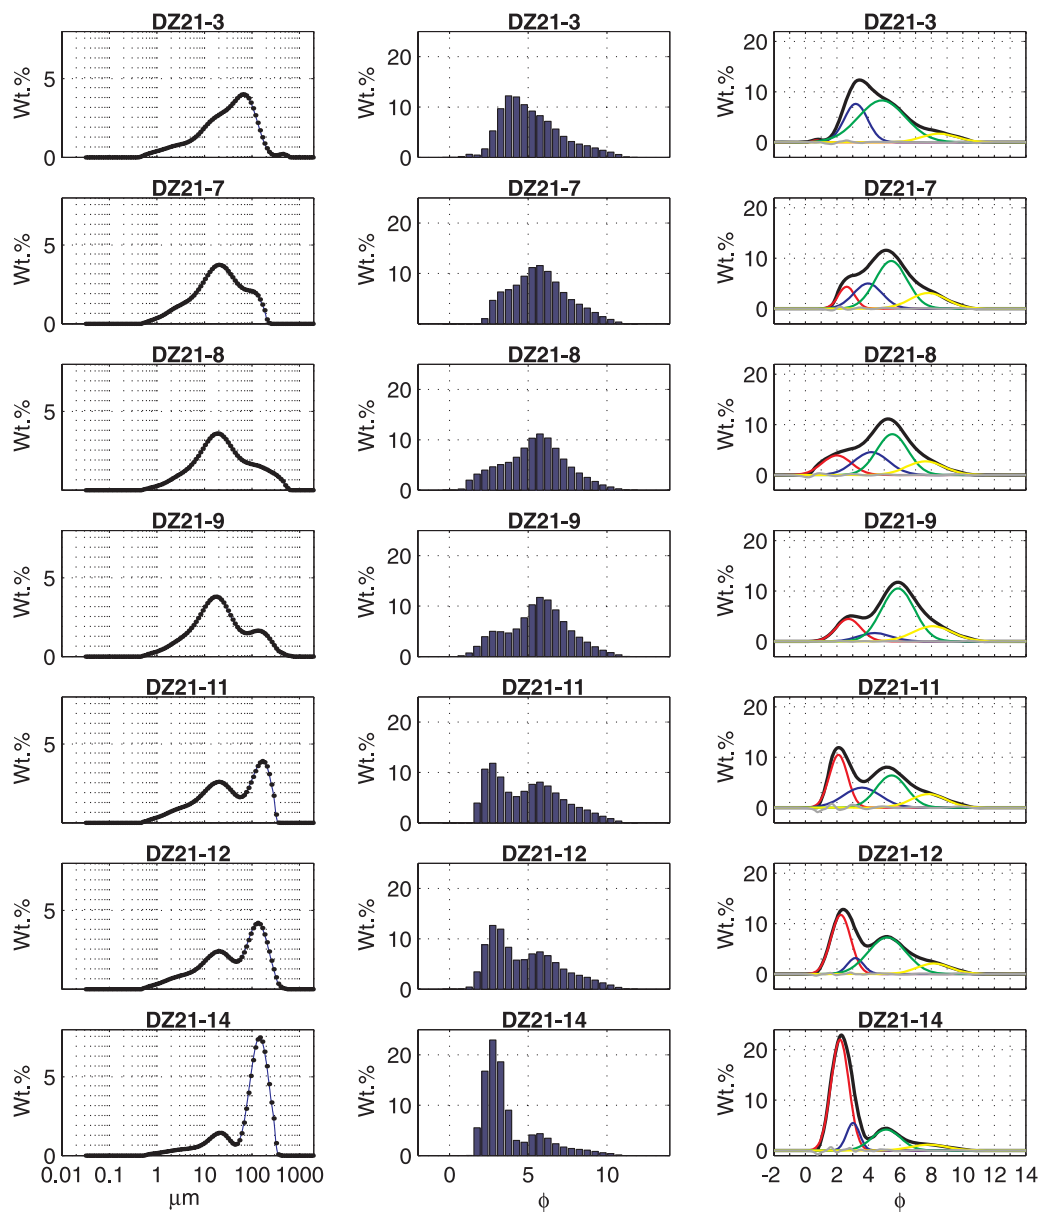 DZ21-3 DZ21-3 DZ21-3
Wt.% 5 0 Wt.% 20 10 0 Wt.% 20 10 0
DZ21-7 DZ21-7 DZ21-7
Wt.% 5 0 Wt.% 20 10 0 Wt.% 20 10 0
DZ21-8 DZ21-8 DZ21-8
Wt.% 5 0 Wt.% 20 10 0 Wt.% 20 10 0
DZ21-9 DZ21-9 DZ21-9
Wt.% 5 0 Wt.% 20 10 0 Wt.% 20 10 0
DZ21-11 DZ21-11 DZ21-11
Wt.% 5 0 Wt.% 20 10 0 Wt.% 20 10 0
DZ21-12 DZ21-12 DZ21-12
Wt.% 5 0 Wt.% 20 10 0 Wt.% 20 10 0
DZ21-14 DZ21-14 DZ21-14
Wt.% 5 0 Wt.% 20 10 0 Wt.% 20 10 0
0.01 0.1 1 10 100 1000 0 5 10 -2 0 2 4 6 8 10 12 14
μm ϕ ϕ